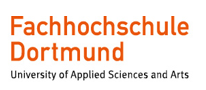 Fachhochschule
Dortmund
University of Applied Sciences and Arts